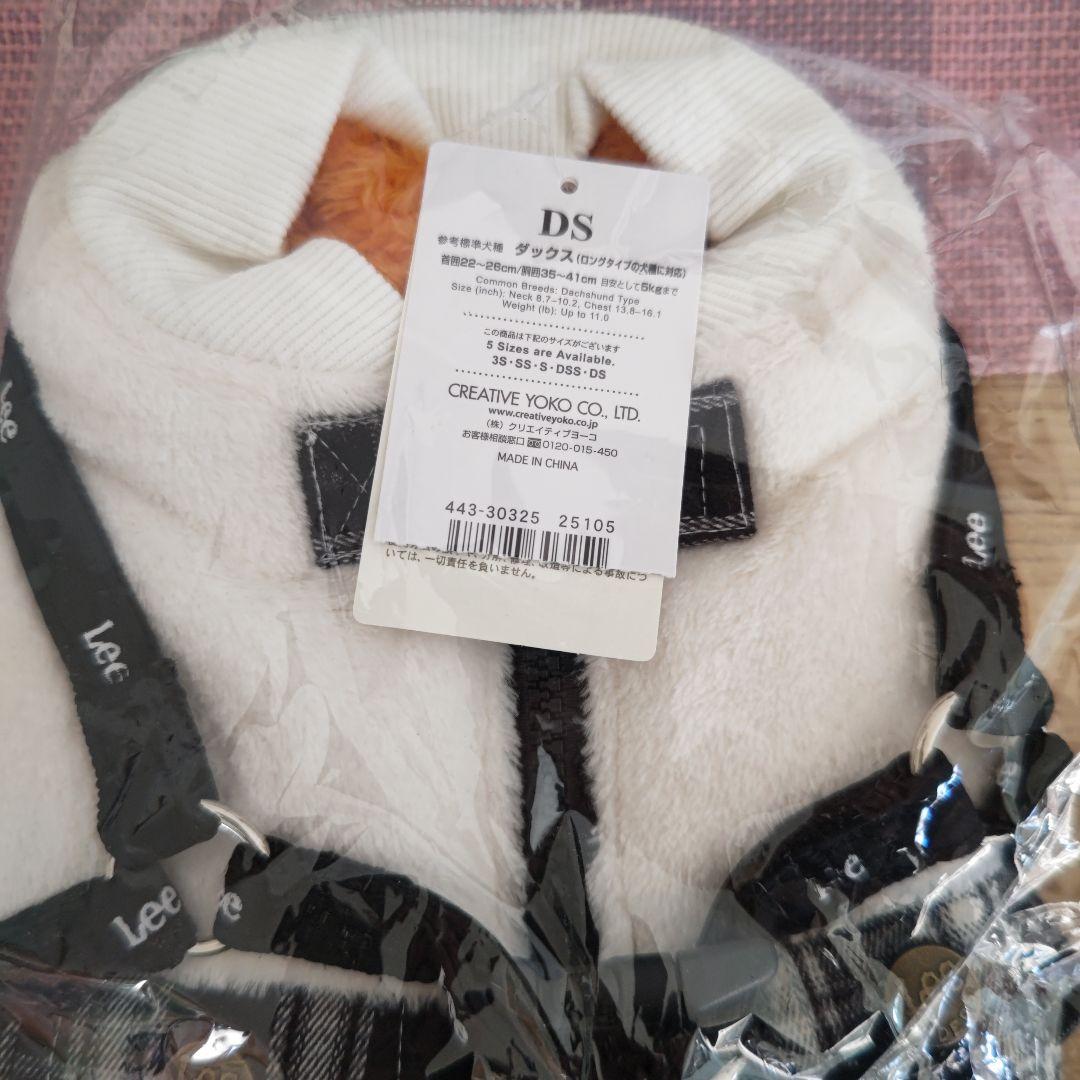 DS
参考標準犬種 ダックス(ロングタイプの犬種に対応)
首囲22~26cm/胴囲35~41cm 目安として5kgまで
Common Breeds: Dachshund Type
Size (inch): Neck 8.7–10.2, Chest 13.8–16.1
Weight (lb): Up to 11.0
この商品は下記のサイズがございます
5 Sizes are Available.
3S・SS・S・DSS・DS
CREATIVE YOKO CO., LTD.
www.creativeyoko.co.jp
(株)クリエイティブヨーコ
お客様相談窓口 0120-015-450
MADE IN CHINA
443-30325 25105
いては、一切責任を負いません。
Lee
Lee
Lee
Lee